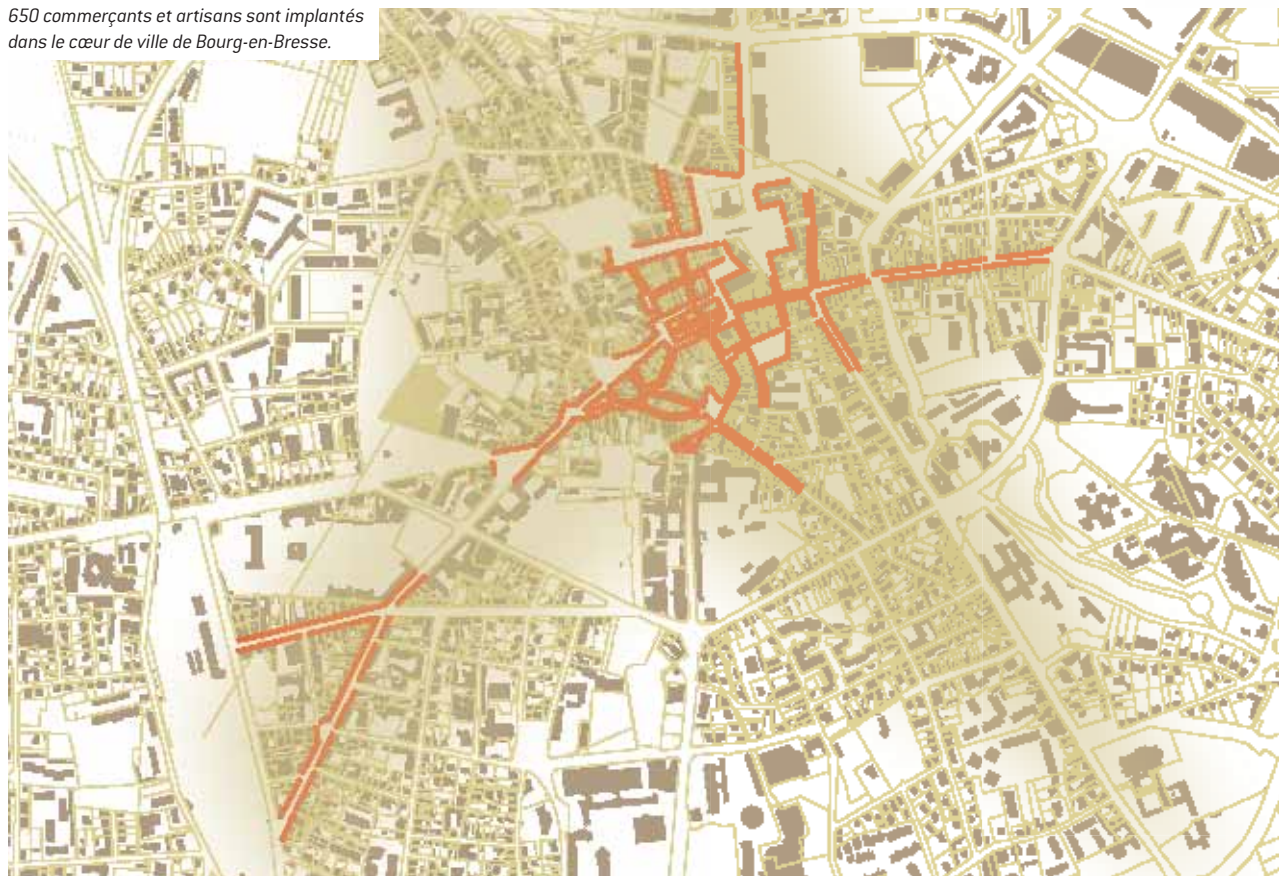 650 commerçants et artisans sont implantés
dans le cœur de ville de Bourg-en-Bresse.